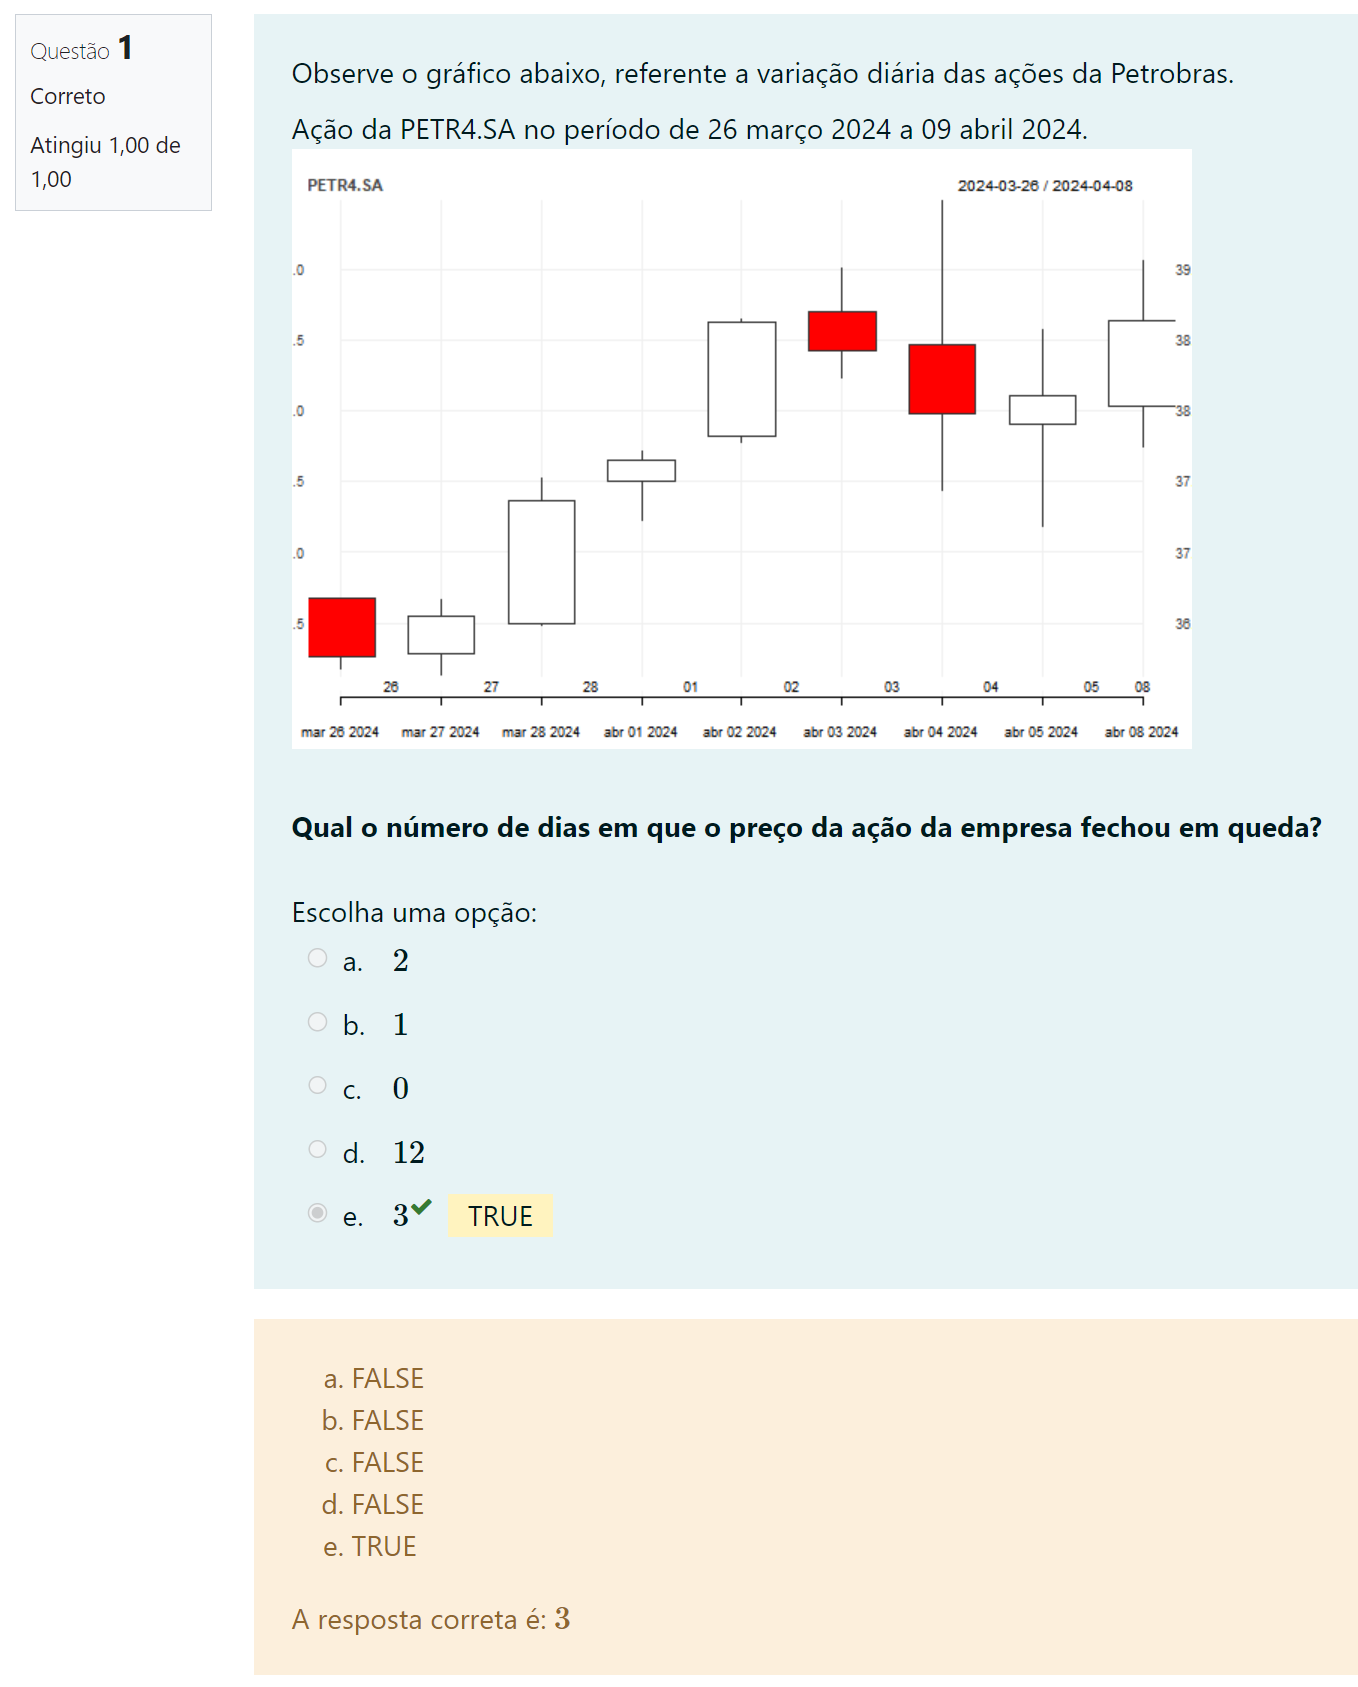 Questão 1
Correto
Atingiu 1,00 de
1,00
Observe o gráfico abaixo, referente a variação diária das ações da Petrobras.
Ação da PETR4.SA no período de 26 março 2024 a 09 abril 2024.
PETR4.SA 2024-03-26 / 2024-04-08
.0 39
.5 38
.0 38
.5 37
.0 37
.5 36
26 27 28 01 02 03 04 05 08
mar 26 2024 mar 27 2024 mar 28 2024 abr 01 2024 abr 02 2024 abr 03 2024 abr 04 2024 abr 05 2024 abr 08 2024
Qual o número de dias em que o preço da ação da empresa fechou em queda?
Escolha uma opção:
a. 2
b. 1
c. 0
d. 12
e. 3 TRUE
a. FALSE
b. FALSE
c. FALSE
d. FALSE
e. TRUE
A resposta correta é: 3